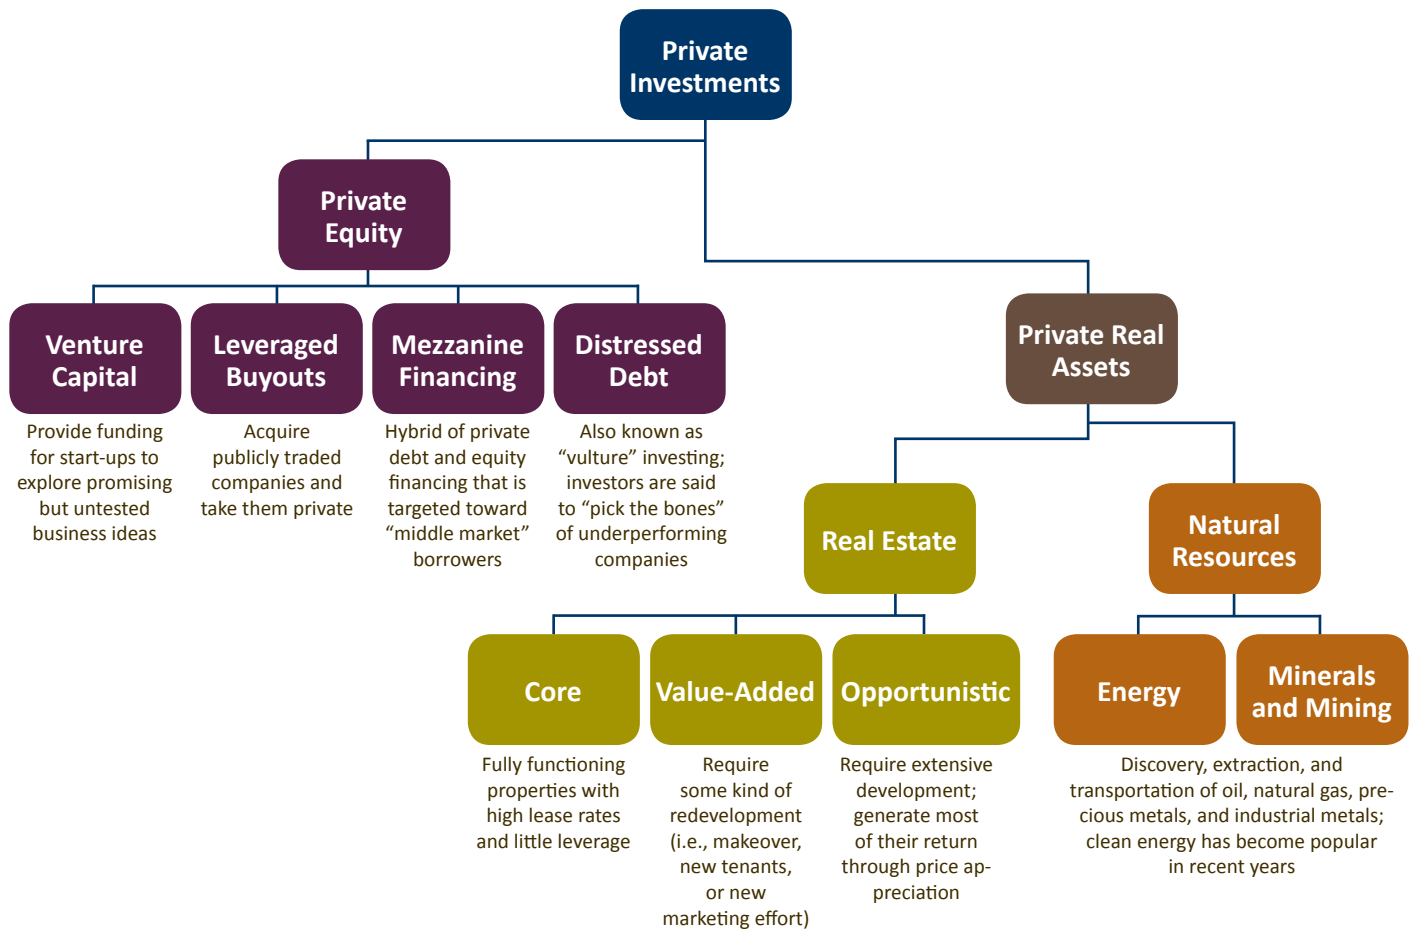 Private
Investments
Private
Equity
Venture
Capital
Provide funding
for start-ups to
explore promising
but untested
business ideas
Leveraged
Buyouts
Acquire
publicly traded
companies and
take them private
Mezzanine
Financing
Hybrid of private
debt and equity
financing that is
targeted toward
“middle market”
borrowers
Distressed
Debt
Also known as
“vulture” investing;
investors are said
to “pick the bones”
of underperforming
companies
Private Real
Assets
Real Estate
Natural
Resources
Core
Fully functioning
properties with
high lease rates
and little leverage
Value-Added
Require
some kind of
redevelopment
(i.e., makeover,
new tenants,
or new
marketing effort)
Opportunistic
Require extensive
development;
generate most
of their return
through price ap-
preciation
Energy
Minerals
and Mining
Discovery, extraction, and
transportation of oil, natural gas, pre-
cious metals, and industrial metals;
clean energy has become popular
in recent years